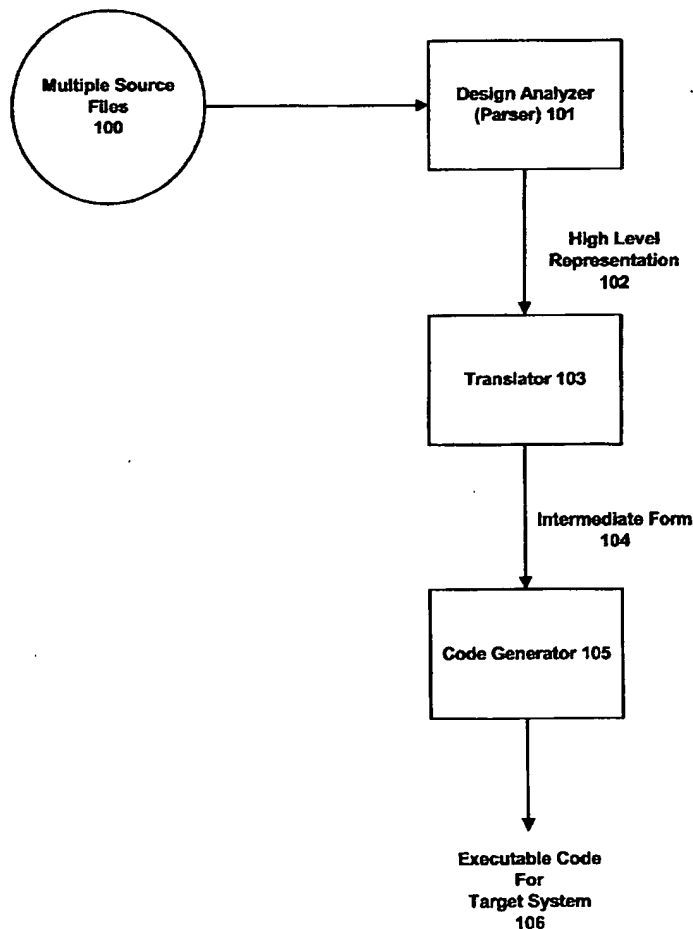 Multiple Source
Files
100
Design Analyzer
(Parser) 101
High Level
Representation
102
Translator 103
Intermediate Form
104
Code Generator 105
Executable Code
For
Target System
106